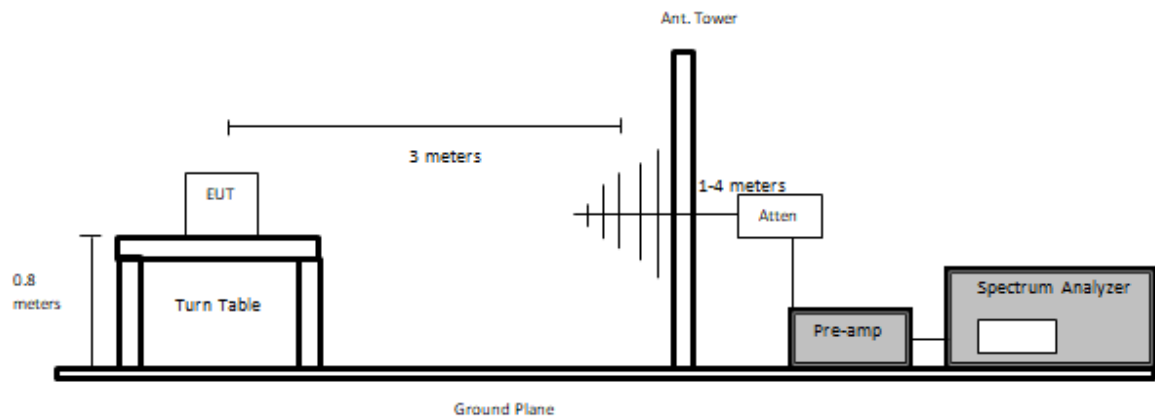 Ant. Tower
3 meters
EUT
1-4 meters
Atten
0.8
meters
Turn Table
Spectrum Analyzer
Pre-amp
Ground Plane